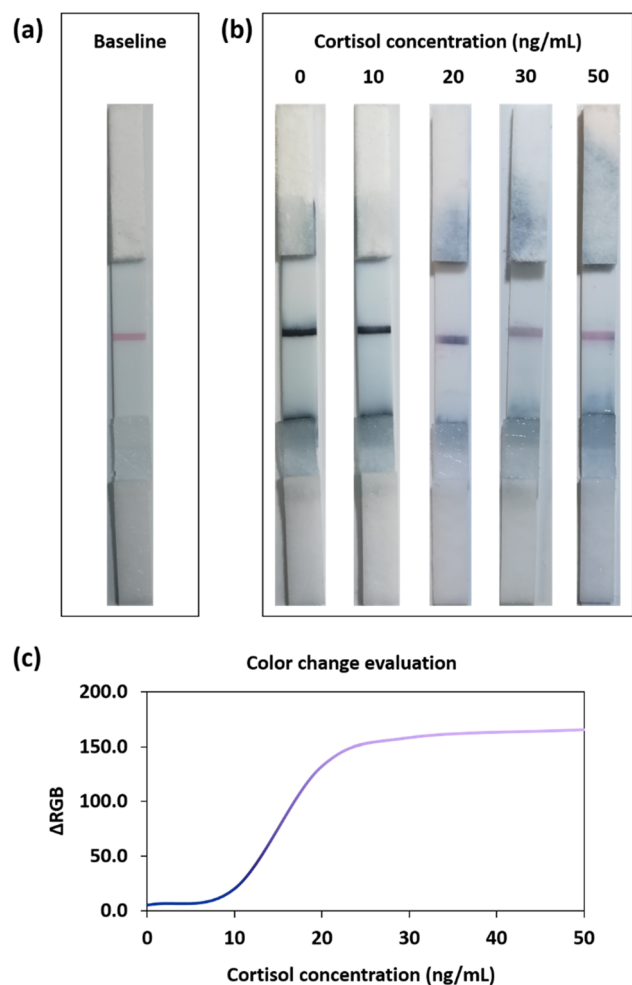 (a)
Baseline
(b)
Cortisol concentration (ng/mL)
0 10 20 30 50
(c)
Color change evaluation
200.0
150.0
100.0
50.0
0.0
ΔRGB
0 10 20 30 40 50
Cortisol concentration (ng/mL)